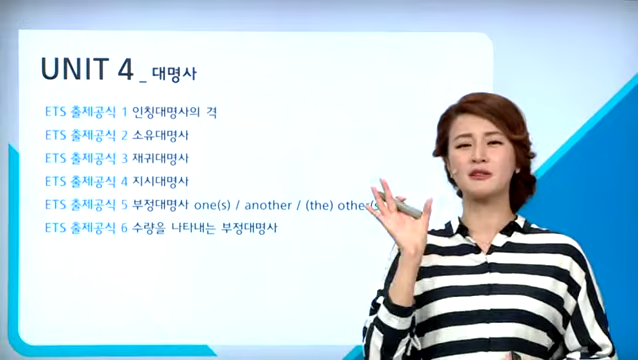 UNIT 4 _ 대명사
ETS 출제공식 1 인칭대명사의 격
ETS 출제공식 2 소유대명사
ETS 출제공식 3 재귀대명사
ETS 출제공식 4 지시대명사
ETS 출제공식 5 부정대명사 one(s) / another / (the) other(s
ETS 출제공식 6 수량을 나타내는 부정대명사